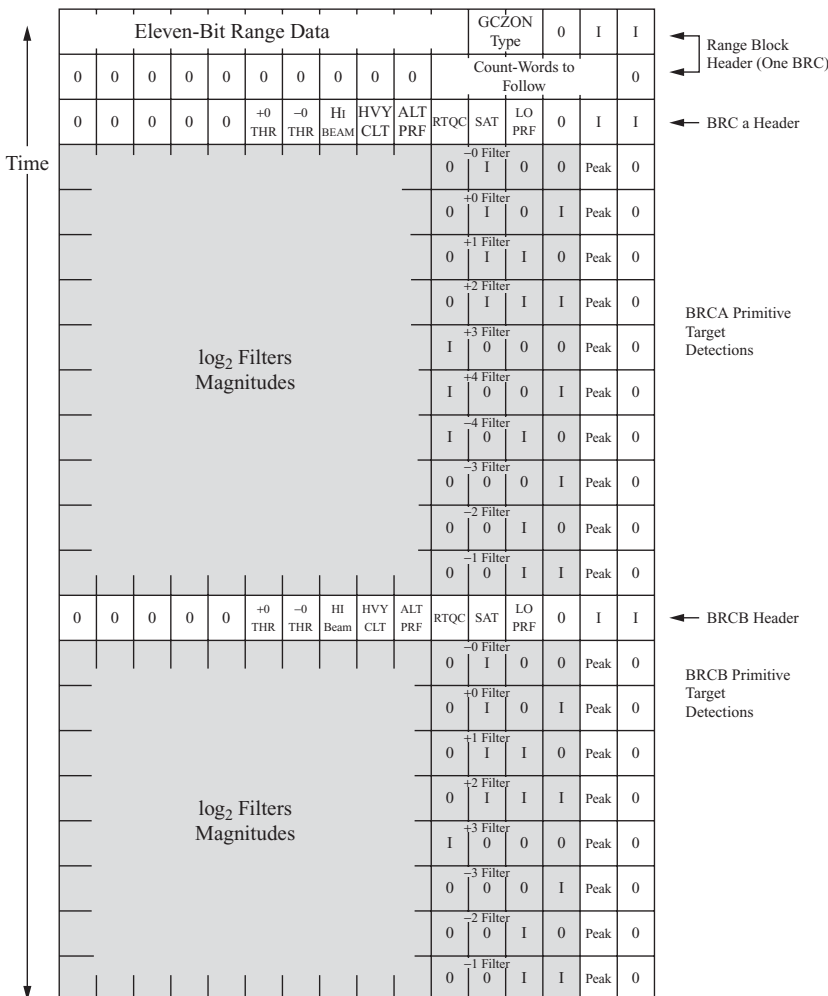 Eleven-Bit Range Data GCZON Type 0 I I
Range Block Header (One BRC)
0 0 0 0 0 0 0 0 0 0 Count-Words to Follow 0
0 0 0 0 0 +0 THR −0 THR HI BEAM HVY CLT ALT PRF RTQC SAT LO PRF 0 I I
BRC a Header
Time
−0 Filter
0 I 0 0 Peak 0
+0 Filter
0 I 0 I Peak 0
+1 Filter
0 I I 0 Peak 0
+2 Filter
0 I I I Peak 0
+3 Filter
I 0 0 0 Peak 0
+4 Filter
I 0 0 I Peak 0
−4 Filter
I 0 I 0 Peak 0
−3 Filter
0 0 0 I Peak 0
−2 Filter
0 0 I 0 Peak 0
−1 Filter
0 0 I I Peak 0
log2 Filters
Magnitudes
BRCA Primitive
Target
Detections
0 0 0 0 0 +0 THR −0 THR HI Beam HVY CLT ALT PRF RTQC SAT LO PRF 0 I I
BRCB Header
−0 Filter
0 I 0 0 Peak 0
+0 Filter
0 I 0 I Peak 0
+1 Filter
0 I I 0 Peak 0
+2 Filter
0 I I I Peak 0
+3 Filter
I 0 0 0 Peak 0
−3 Filter
0 0 0 I Peak 0
−2 Filter
0 0 I 0 Peak 0
−1 Filter
0 0 I I Peak 0
log2 Filters
Magnitudes
BRCB Primitive
Target
Detections